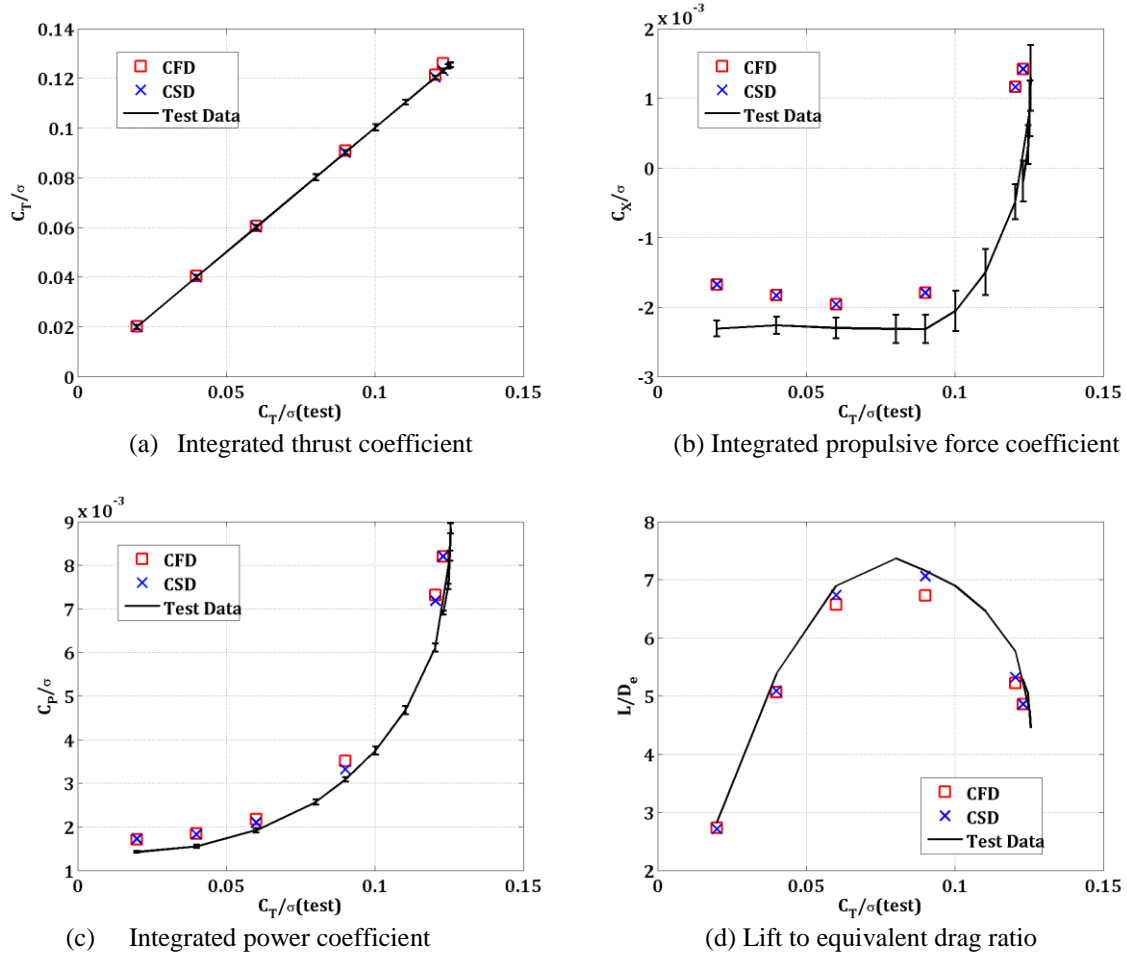 0.14
0.12
0.1
0.08
0.06
0.04
0.02
0
C_T/σ
CFD
CSD
Test Data
0 0.05 0.1 0.15
C_T/σ(test)
(a) Integrated thrust coefficient
x 10^-3
2
1
0
-1
-2
-3
C_X/σ
CFD
CSD
Test Data
0 0.05 0.1 0.15
C_T/σ(test)
(b) Integrated propulsive force coefficient
x 10^-3
9
8
7
6
5
4
3
2
1
C_P/σ
CFD
CSD
Test Data
0 0.05 0.1 0.15
C_T/σ(test)
(c) Integrated power coefficient
8
7
6
5
4
3
2
L/D_e
CFD
CSD
Test Data
0 0.05 0.1 0.15
C_T/σ(test)
(d) Lift to equivalent drag ratio